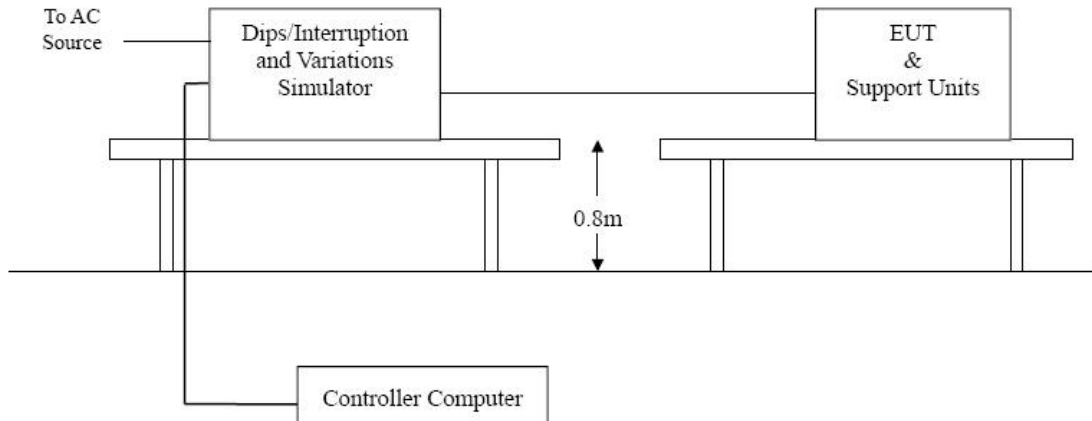 To AC
Source
Dips/Interruption
and Variations
Simulator
EUT
&
Support Units
0.8m
Controller Computer